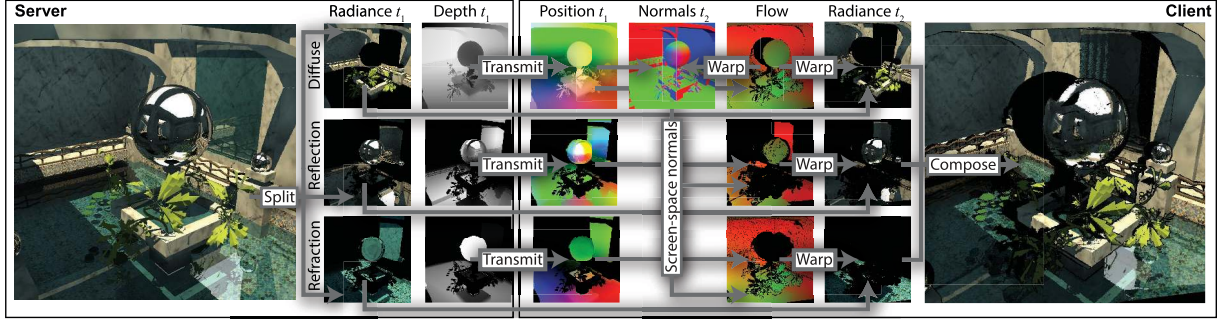 Server
Client
Radiance t1
Depth t1
Position t1
Normals t2
Flow
Radiance t2
Diffuse
Transmit
Warp
Warp
Reflection
Split
Transmit
Screen-space normals
Warp
Compose
Refraction
Transmit
Warp